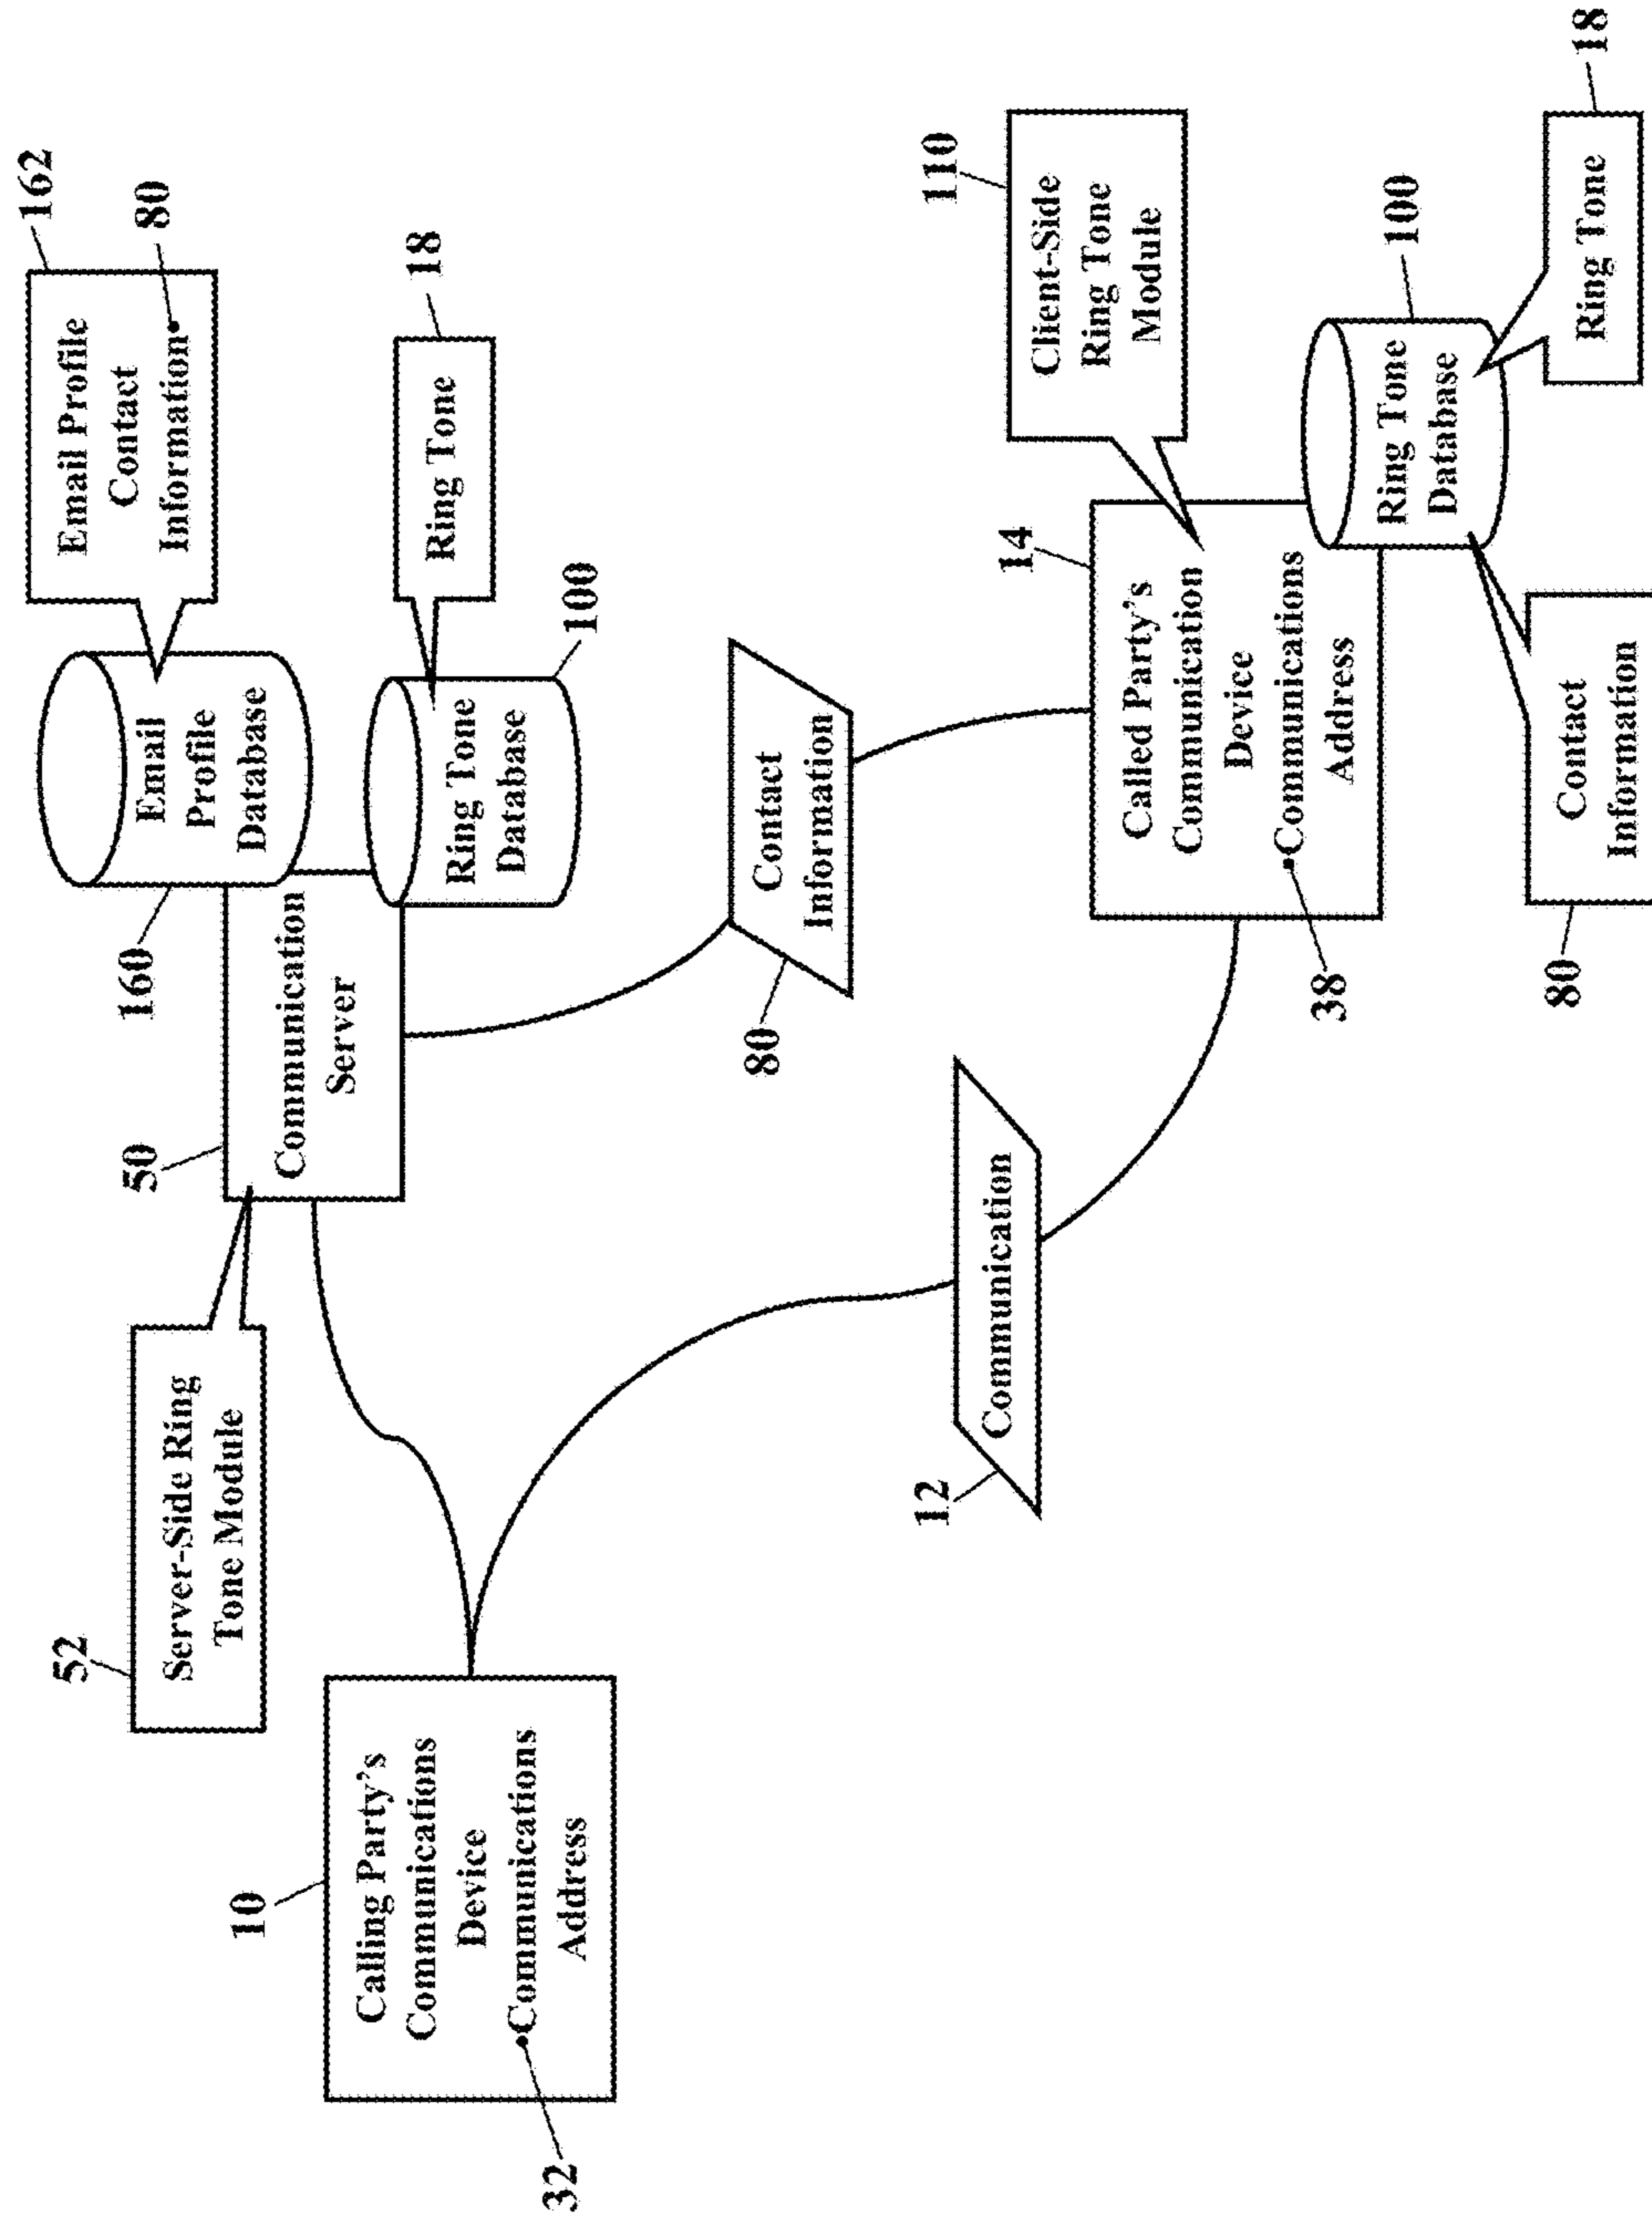 52
Server-Side Ring
Tone Module
50
Communication
Server
160
Email
Profile
Database
162
Email Profile
Contact
Information
80
Ring Tone
Database
100
Ring Tone
18
10
Calling Party's
Communications
Device
•Communications
Address
32
Contact
Information
80
12
Communication
14
Called Party's
Communication
Device
•Communications
Address
38
110
Client-Side
Ring Tone
Module
Ring Tone
Database
100
Ring Tone
18
Contact
Information
80